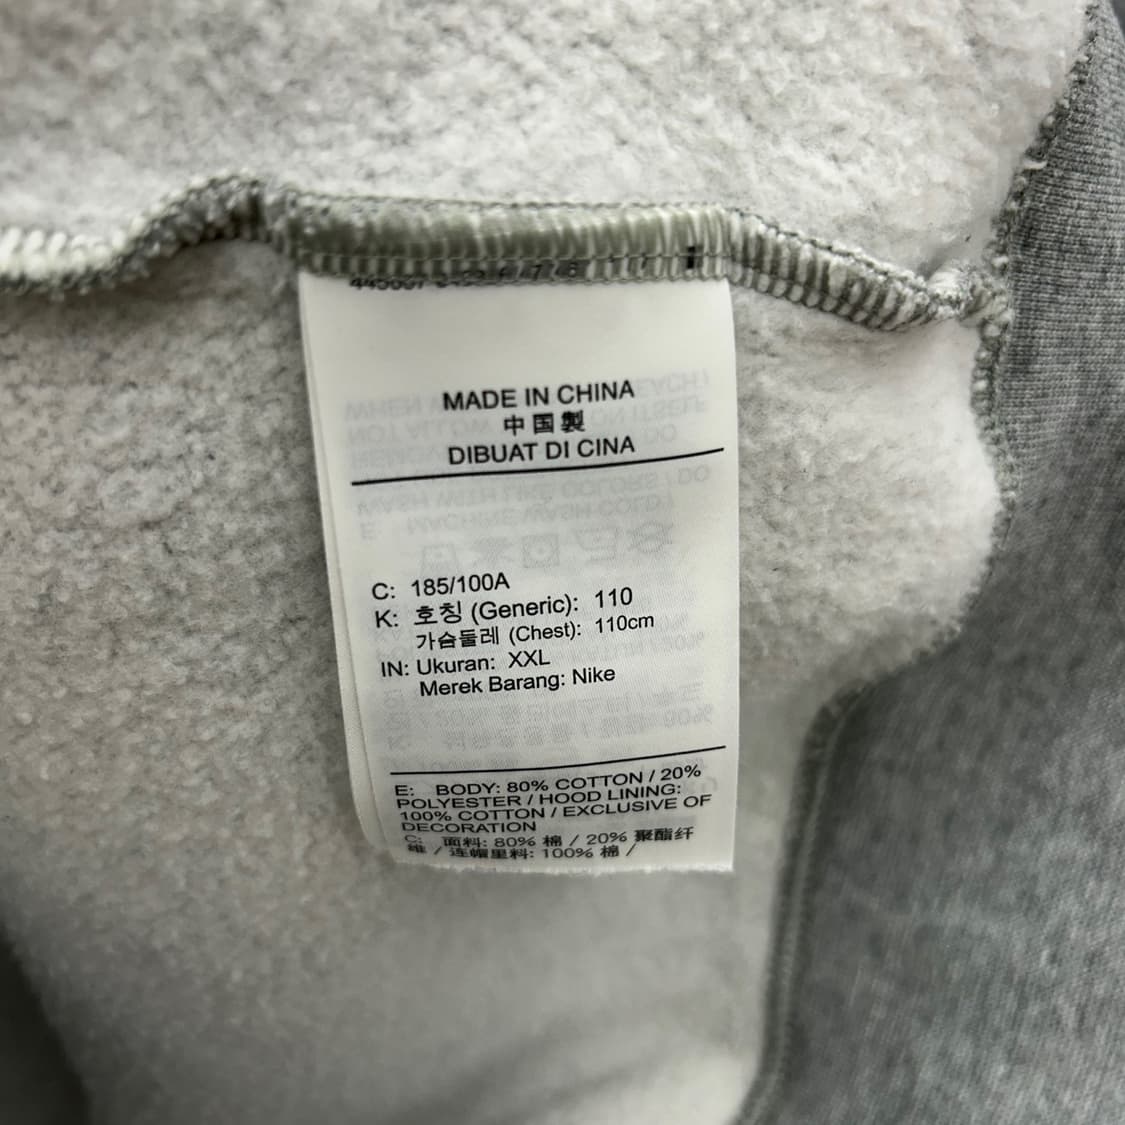 MADE IN CHINA
中国製
DIBUAT DI CINA
C: 185/100A
K: 호칭 (Generic): 110
가슴둘레 (Chest): 110cm
IN: Ukuran: XXL
Merek Barang: Nike
E: BODY: 80% COTTON / 20%
POLYESTER / HOOD LINING:
100% COTTON / EXCLUSIVE OF
DECORATION
C: 面料: 80% 棉 / 20% 聚酯纤
维 / 连帽里料: 100% 棉 /